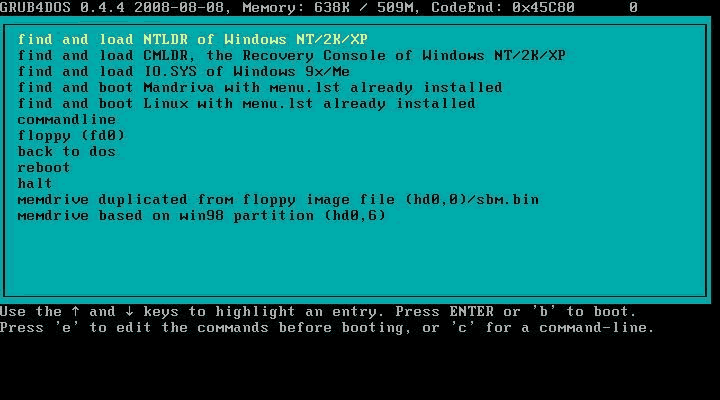 GRUB4DOS 0.4.4 2008-08-08, Memory: 638K / 509M, CodeEnd: 0x45C80      0
find and load NTLDR of Windows NT/2K/XP
find and load CMLDR, the Recovery Console of Windows NT/2K/XP
find and load IO.SYS of Windows 9x/Me
find and boot Mandriva with menu.lst already installed
find and boot Linux with menu.lst already installed
commandline
floppy (fd0)
back to dos
reboot
halt
memdrive duplicated from floppy image file (hd0,0)/sbm.bin
memdrive based on win98 partition (hd0,6)
Use the ↑ and ↓ keys to highlight an entry. Press ENTER or 'b' to boot.
Press 'e' to edit the commands before booting, or 'c' for a command-line.